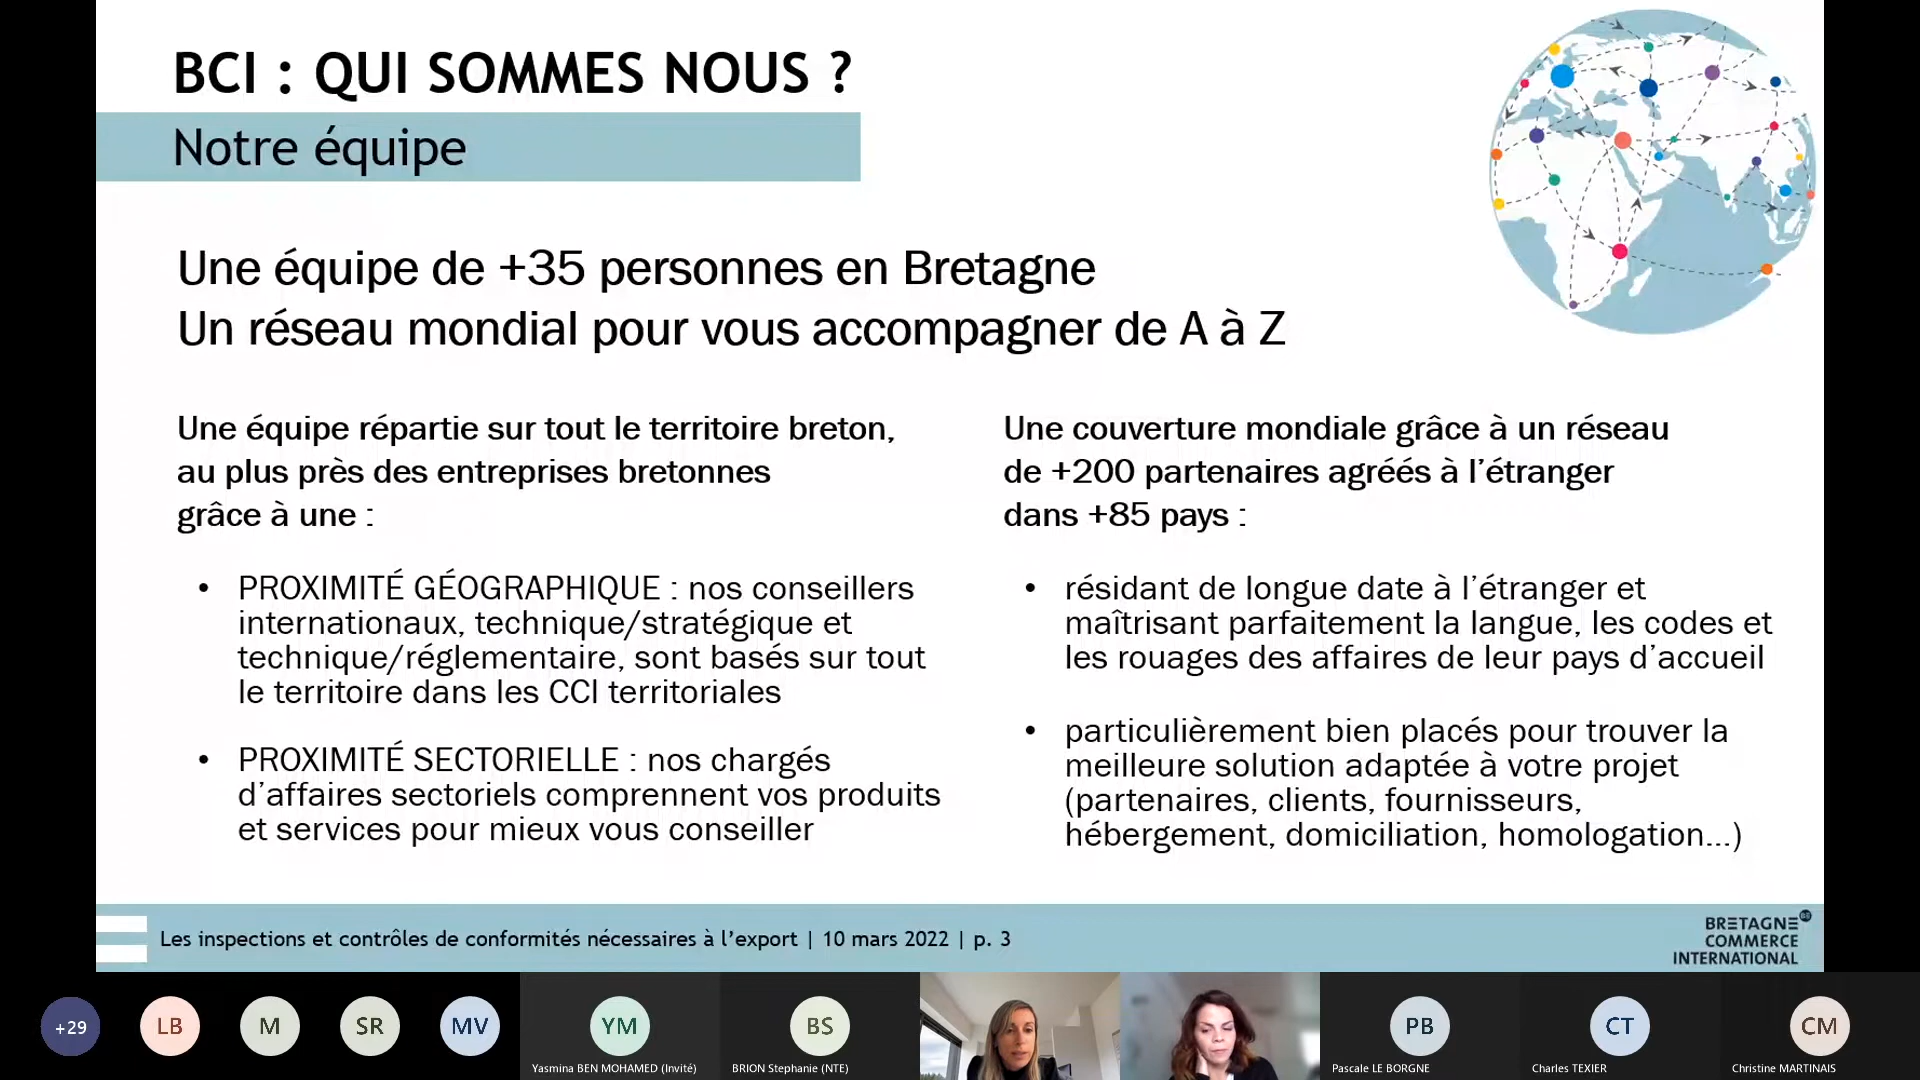 BCI : QUI SOMMES NOUS ?
Notre équipe
Une équipe de +35 personnes en Bretagne
Un réseau mondial pour vous accompagner de A à Z
Une équipe répartie sur tout le territoire breton,
au plus près des entreprises bretonnes
grâce à une :
• PROXIMITÉ GÉOGRAPHIQUE : nos conseillers
internationaux, technique/stratégique et
technique/réglementaire, sont basés sur tout
le territoire dans les CCI territoriales
• PROXIMITÉ SECTORIELLE : nos chargés
d’affaires sectoriels comprennent vos produits
et services pour mieux vous conseiller
Une couverture mondiale grâce à un réseau
de +200 partenaires agréés à l’étranger
dans +85 pays :
• résidant de longue date à l’étranger et
maîtrisant parfaitement la langue, les codes et
les rouages des affaires de leur pays d’accueil
• particulièrement bien placés pour trouver la
meilleure solution adaptée à votre projet
(partenaires, clients, fournisseurs,
hébergement, domiciliation, homologation...)
Les inspections et contrôles de conformités nécessaires à l’export | 10 mars 2022 | p. 3
BRETAGNE
COMMERCE
INTERNATIONAL
+29
LB
M
SR
MV
YM
Yasmina BEN MOHAMED (Invité)
BS
BRION Stephanie (NTE)
PB
Pascale LE BORGNE
CT
Charles TEXIER
CM
Christine MARTINAIS